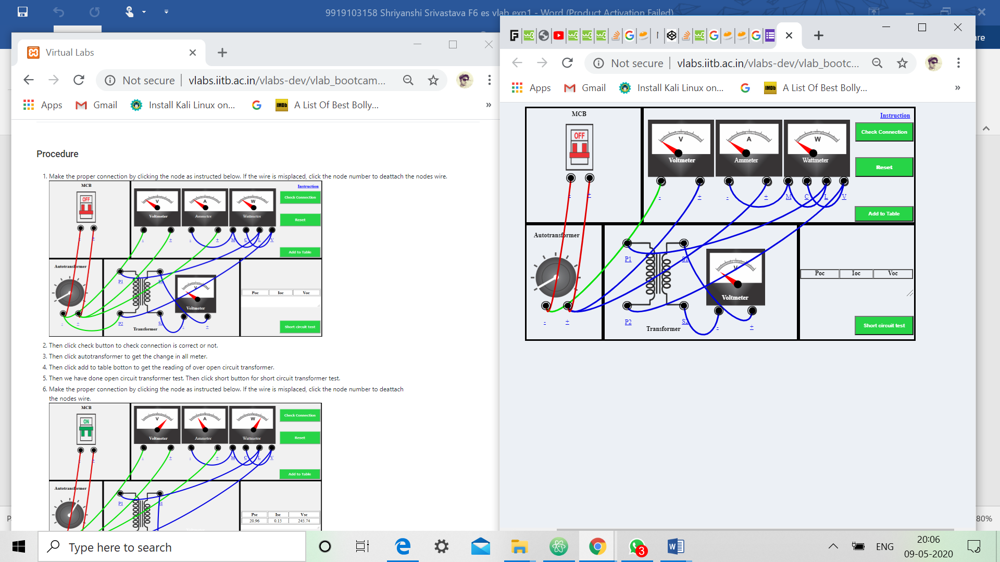 9919103158 Shriyanshi Srivastava F6 es vlab exp1 - Word (Product Activation Failed)
Virtual Labs
Not secure | vlabs.iitb.ac.in/vlabs-dev/vlab_bootcam...
Apps Gmail Install Kali Linux on... A List Of Best Bolly... »
Procedure
1. Make the proper connection by clicking the node as instructed below. If the wire is misplaced, click the node number to deattach the nodes wire.
MCB
OFF
V A W
Voltmeter Ammeter Wattmeter
Instruction
Check Connection
Reset
- + - + M C L V
Add to Table
Autotransformer
P1 S1
V
Voltmeter
Poc Ioc Voc
- + P2 S2 - +
Transformer
Short circuit test
2. Then click check button to check connection is correct or not.
3. Then click autotransformer to get the change in all meter.
4. Then click add to table botton to get the reading of over open circuit transformer.
5. Then we have done open circuit transformer test. Then click short button for short circuit transformer test.
6. Make the proper connection by clicking the node as instructed below. If the wire is misplaced, click the node number to deattach
the nodes wire.
MCB
ON
V A W
Voltmeter Ammeter Wattmeter
Check Connection
Reset
- + - + M C L V
Add to Table
Autotransformer
P1 S1
Psc Isc Vsc
20.96 0.15 245.74
Not secure | vlabs.iitb.ac.in/vlabs-dev/vlab_bootc...
Apps Gmail Install Kali Linux on... IMDb A List Of Best Bolly... »
MCB
OFF
V A W
Voltmeter Ammeter Wattmeter
Instruction
Check Connection
Reset
- + - + M C L V
Add to Table
Autotransformer
P1 S1
V
Voltmeter
Poc Ioc Voc
- + P2 S2 - +
Transformer
Short circuit test
80%
Type here to search
3
ENG
20:06
09-05-2020